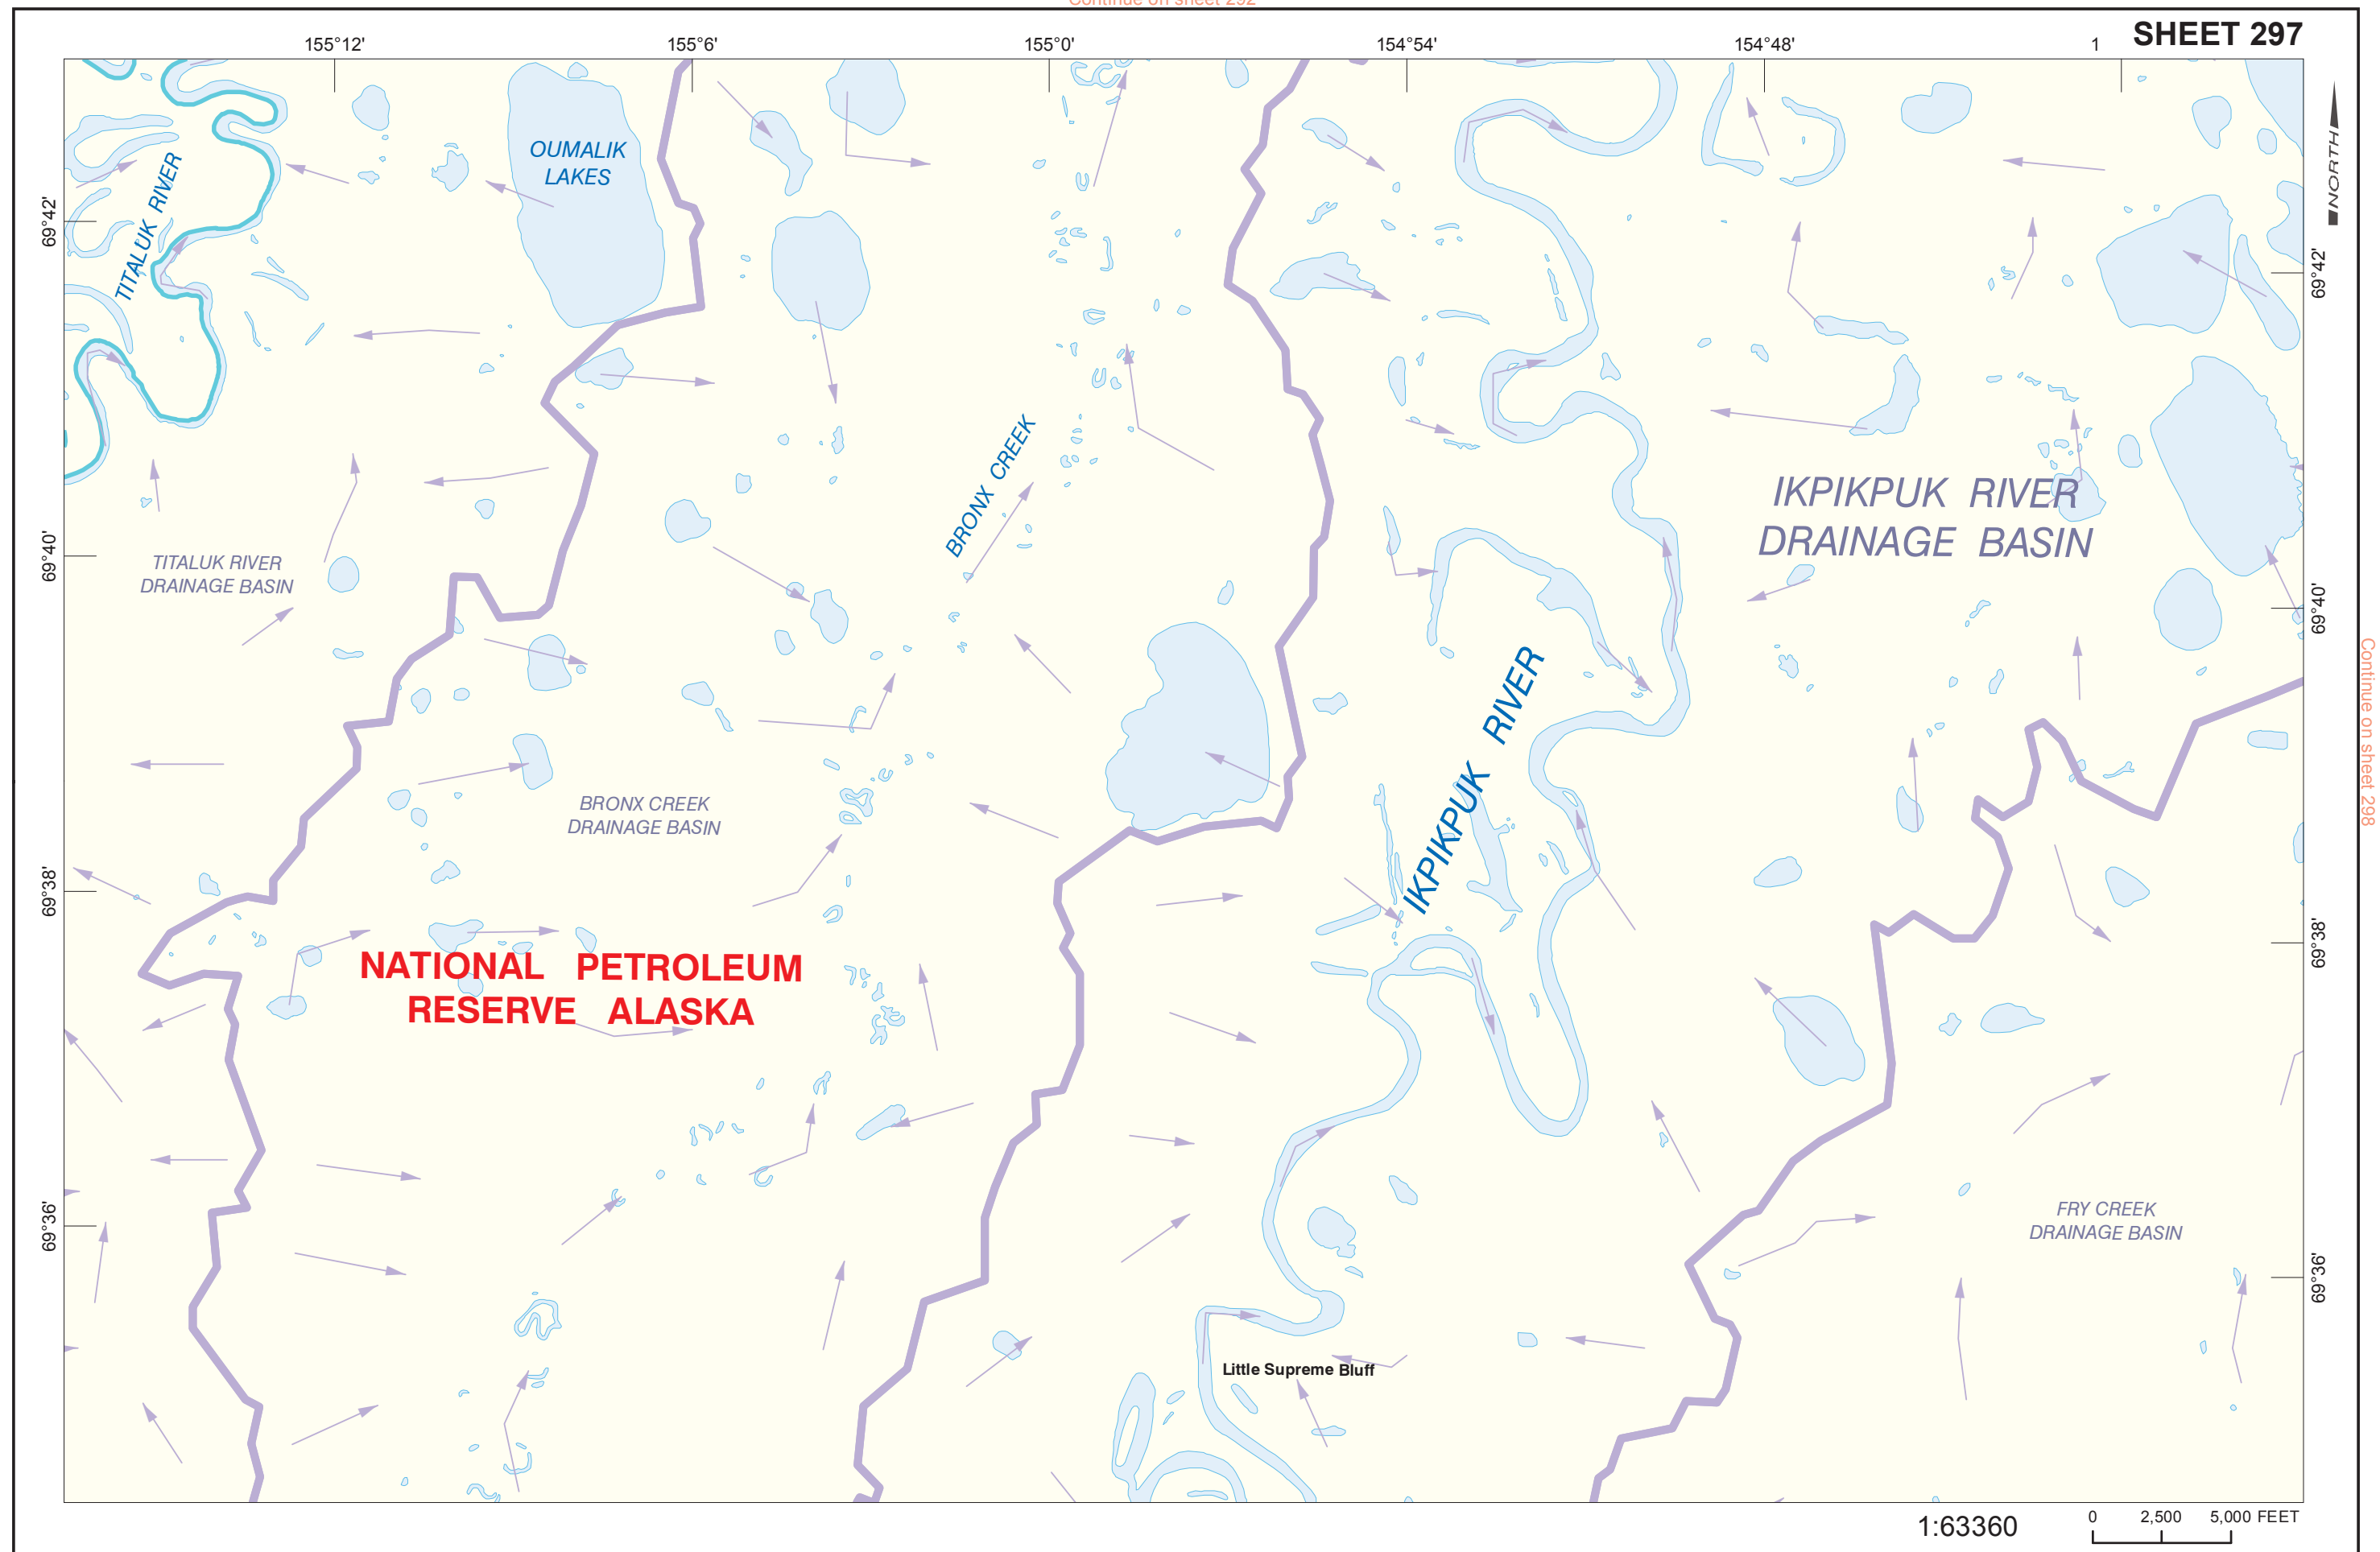 Continue on sheet 292
SHEET 297
155°12'
155°6'
155°0'
154°54'
154°48'
1
NORTH
OUMALIK
LAKES
TITALUK RIVER
69°42'
69°42'
BRONX CREEK
IKPIKPUK RIVER
DRAINAGE BASIN
69°40'
69°40'
TITALUK RIVER
DRAINAGE BASIN
IKPIKPUK RIVER
Continue on sheet 298
BRONX CREEK
DRAINAGE BASIN
69°38'
69°38'
NATIONAL PETROLEUM
RESERVE ALASKA
69°36'
69°36'
FRY CREEK
DRAINAGE BASIN
Little Supreme Bluff
1:63360
0 2,500 5,000 FEET